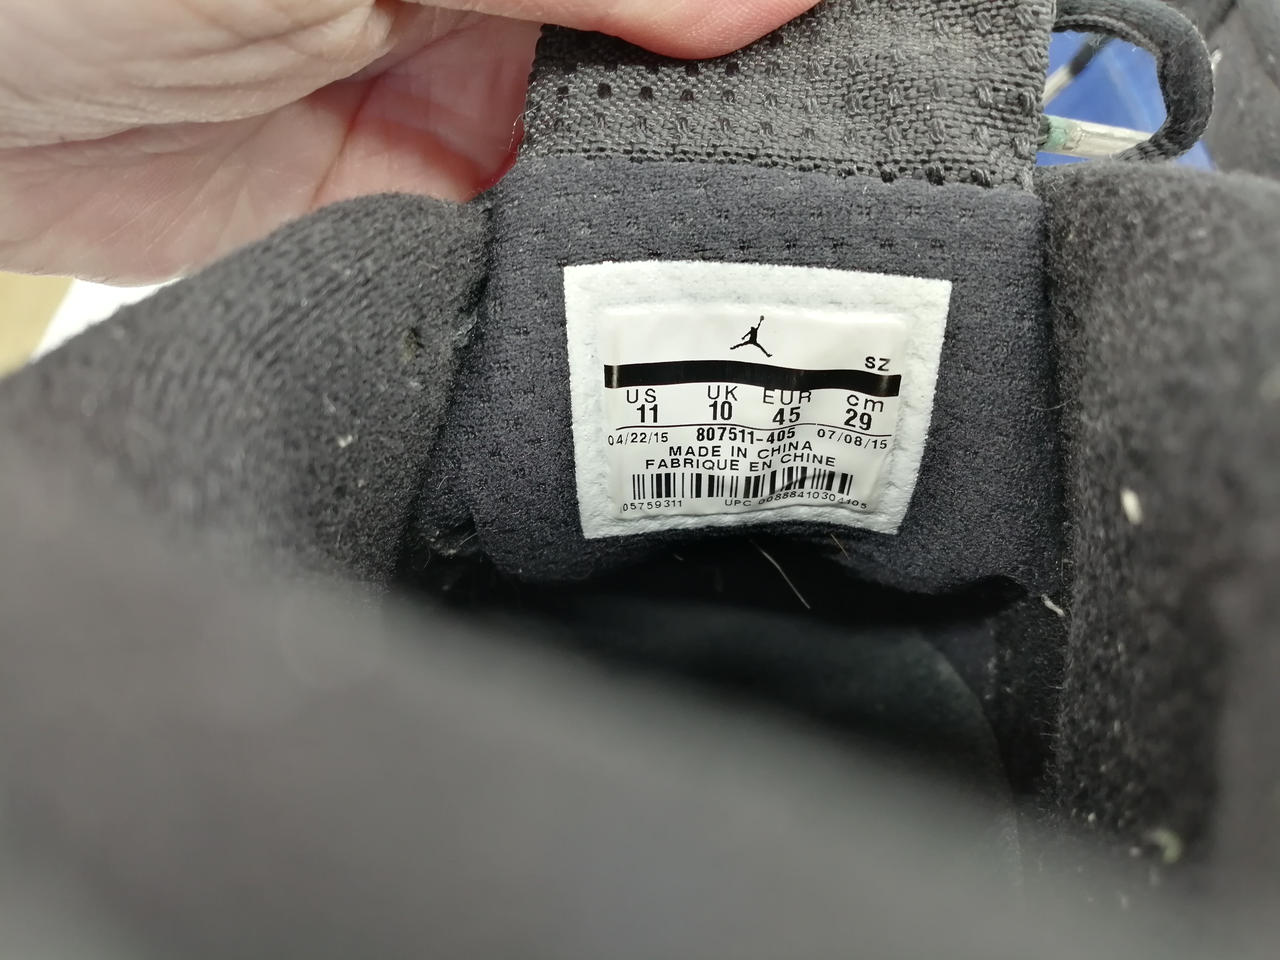 SZ
US UK EUR cm
11 10 45 29
04/22/15 807511-405 07/08/15
MADE IN CHINA
FABRIQUE EN CHINE
05759311 UPC 00888410304105